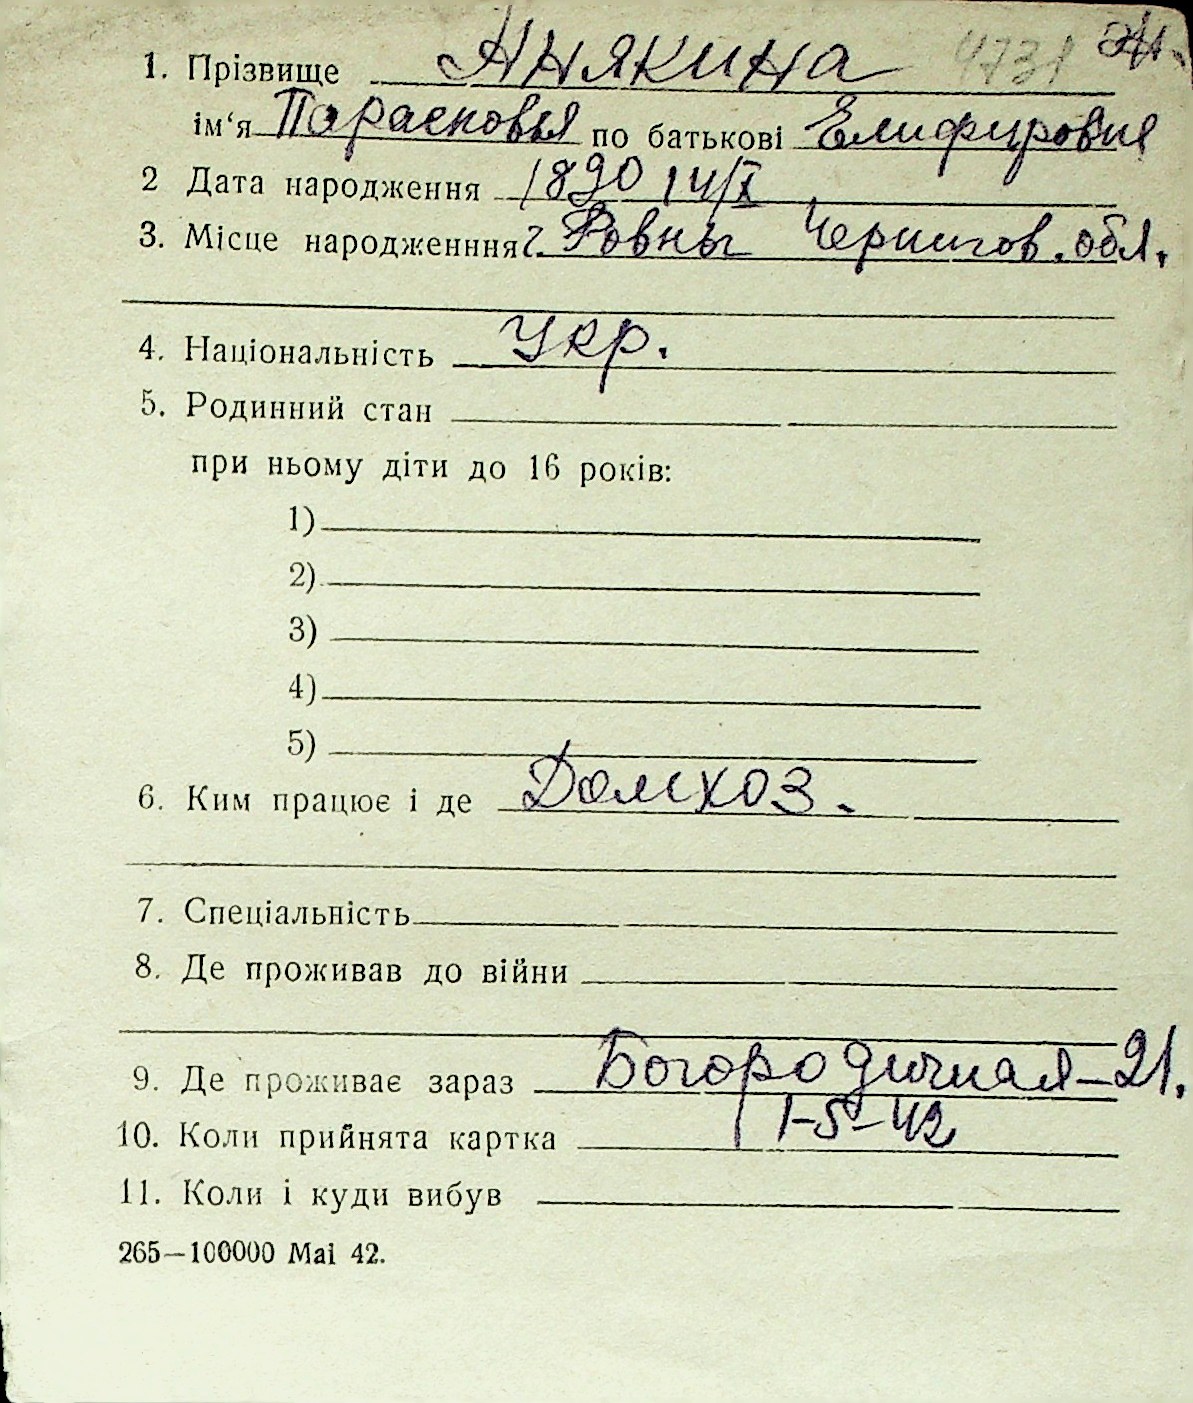 4731
1. Прізвище Анякина
ім‘я Парасковья по батькові Елифировна
2 Дата народження 1890 14/X
3. Місце народженння г. Ровны Чернигов. обл.
4. Національність Укр.
5. Родинний стан
при ньому діти до 16 років:
1)
2)
3)
4)
5)
6. Ким працює і де Домхоз.
7. Спеціальність
8. Де проживав до війни
9. Де проживає зараз Богородичная-21.
10. Коли прийнята картка 1-5-42
11. Коли і куди вибув
265—100000 Mai 42.